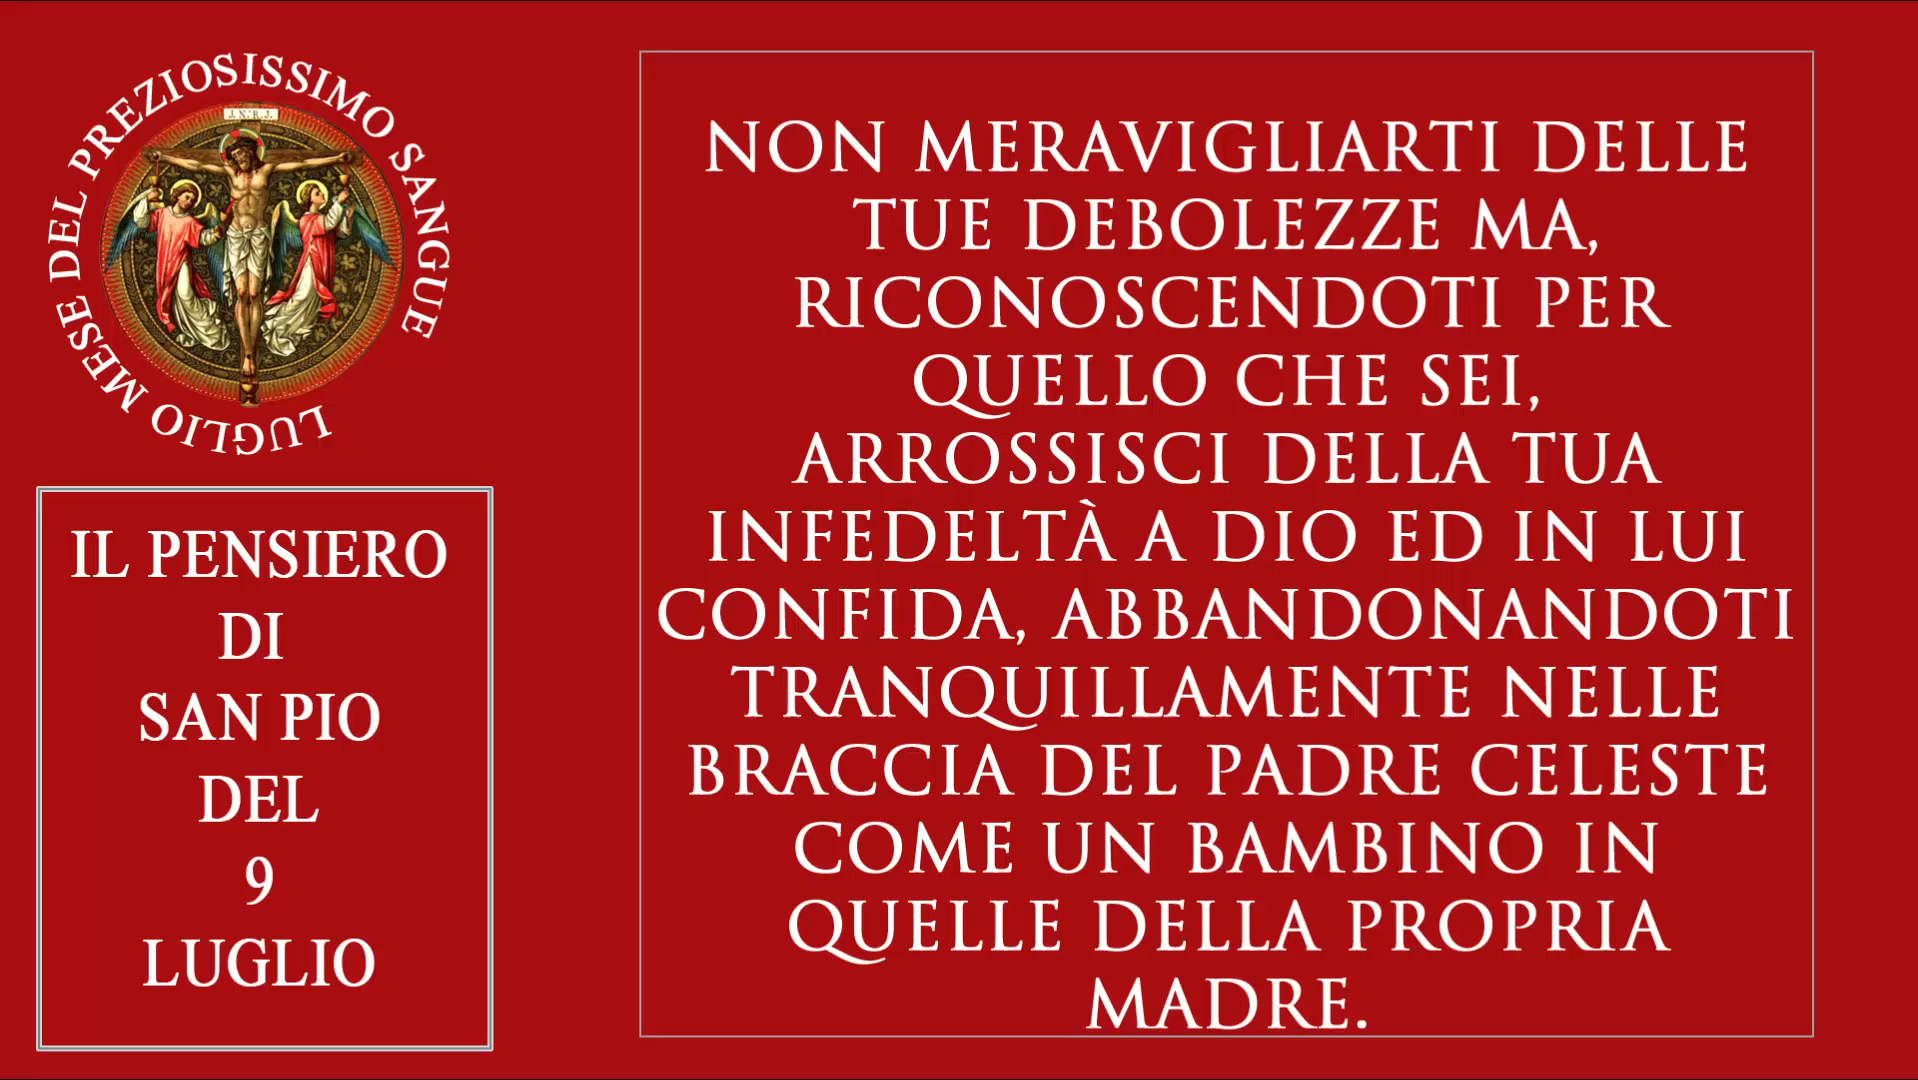 LUGLIO MESE DEL PREZIOSISSIMO SANGUE
J.N.R.J.
IL PENSIERO
DI
SAN PIO
DEL
9
LUGLIO
NON MERAVIGLIARTI DELLE
TUE DEBOLEZZE MA,
RICONOSCENDOTI PER
QUELLO CHE SEI,
ARROSSISCI DELLA TUA
INFEDELTÀ A DIO ED IN LUI
CONFIDA, ABBANDONANDOTI
TRANQUILLAMENTE NELLE
BRACCIA DEL PADRE CELESTE
COME UN BAMBINO IN
QUELLE DELLA PROPRIA
MADRE.